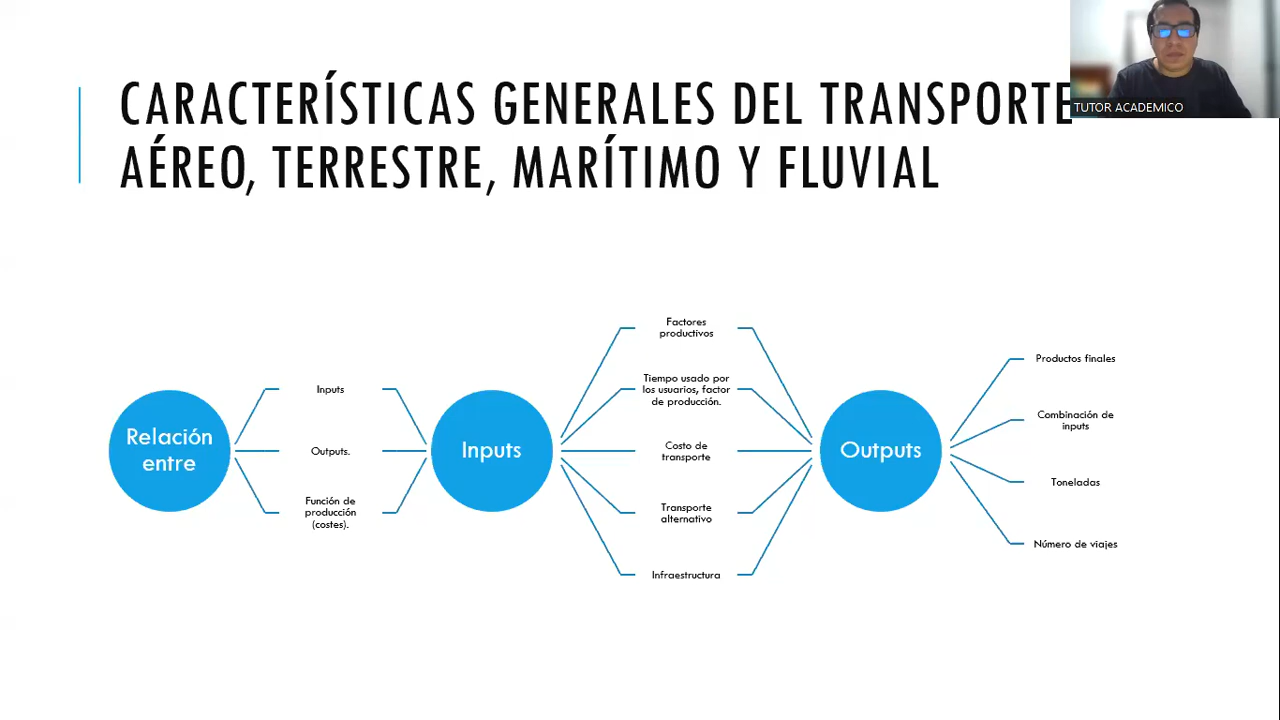 CARACTERÍSTICAS GENERALES DEL TRANSPORTE
AÉREO, TERRESTRE, MARÍTIMO Y FLUVIAL
TUTOR ACADEMICO
Relación
entre
Inputs
Outputs.
Función de
producción
(costes).
Inputs
Factores
productivos
Tiempo usado por
los usuarios, factor
de producción.
Costo de
transporte
Transporte
alternativo
Infraestructura
Outputs
Productos finales
Combinación de
inputs
Toneladas
Número de viajes